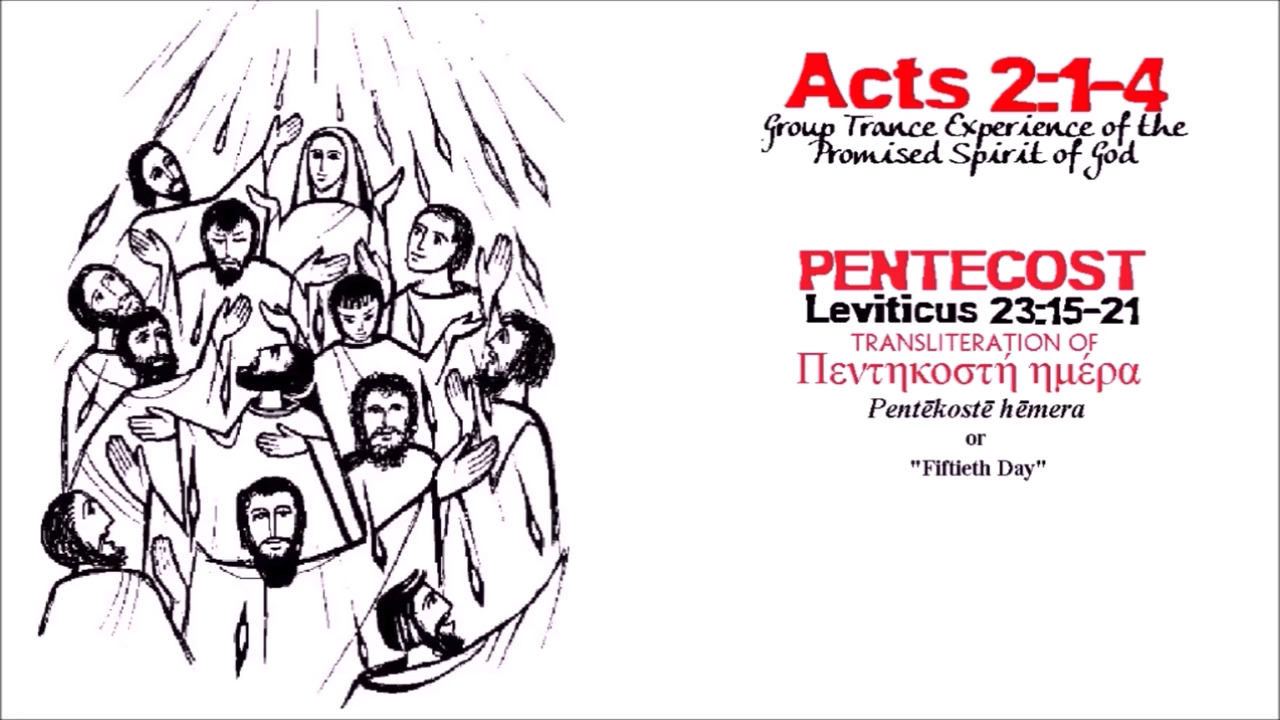 Acts 2:1-4
Group Trance Experience of the
Promised Spirit of God
PENTECOST
Leviticus 23:15-21
TRANSLITERATION OF
Πεντηκοστή ημέρα
Pentēkostē hēmera
or
"Fiftieth Day"